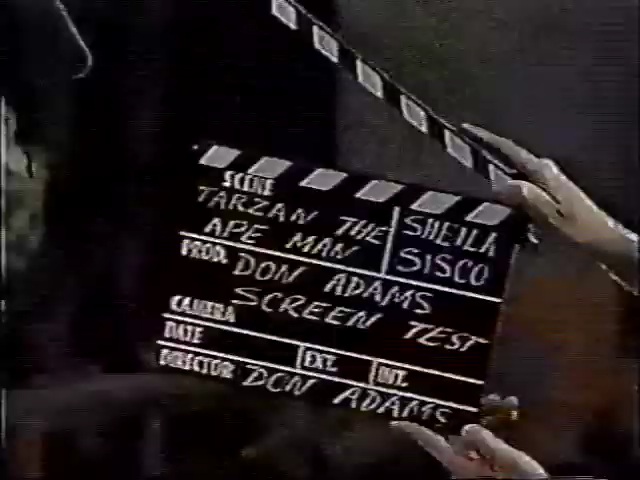 SCENE
TARZAN THE
APE MAN
SHEILA
SISCO
PROD. DON ADAMS
SCREEN TEST
CAMERA
DATE
EXT. INT.
DIRECTOR DON ADAMS